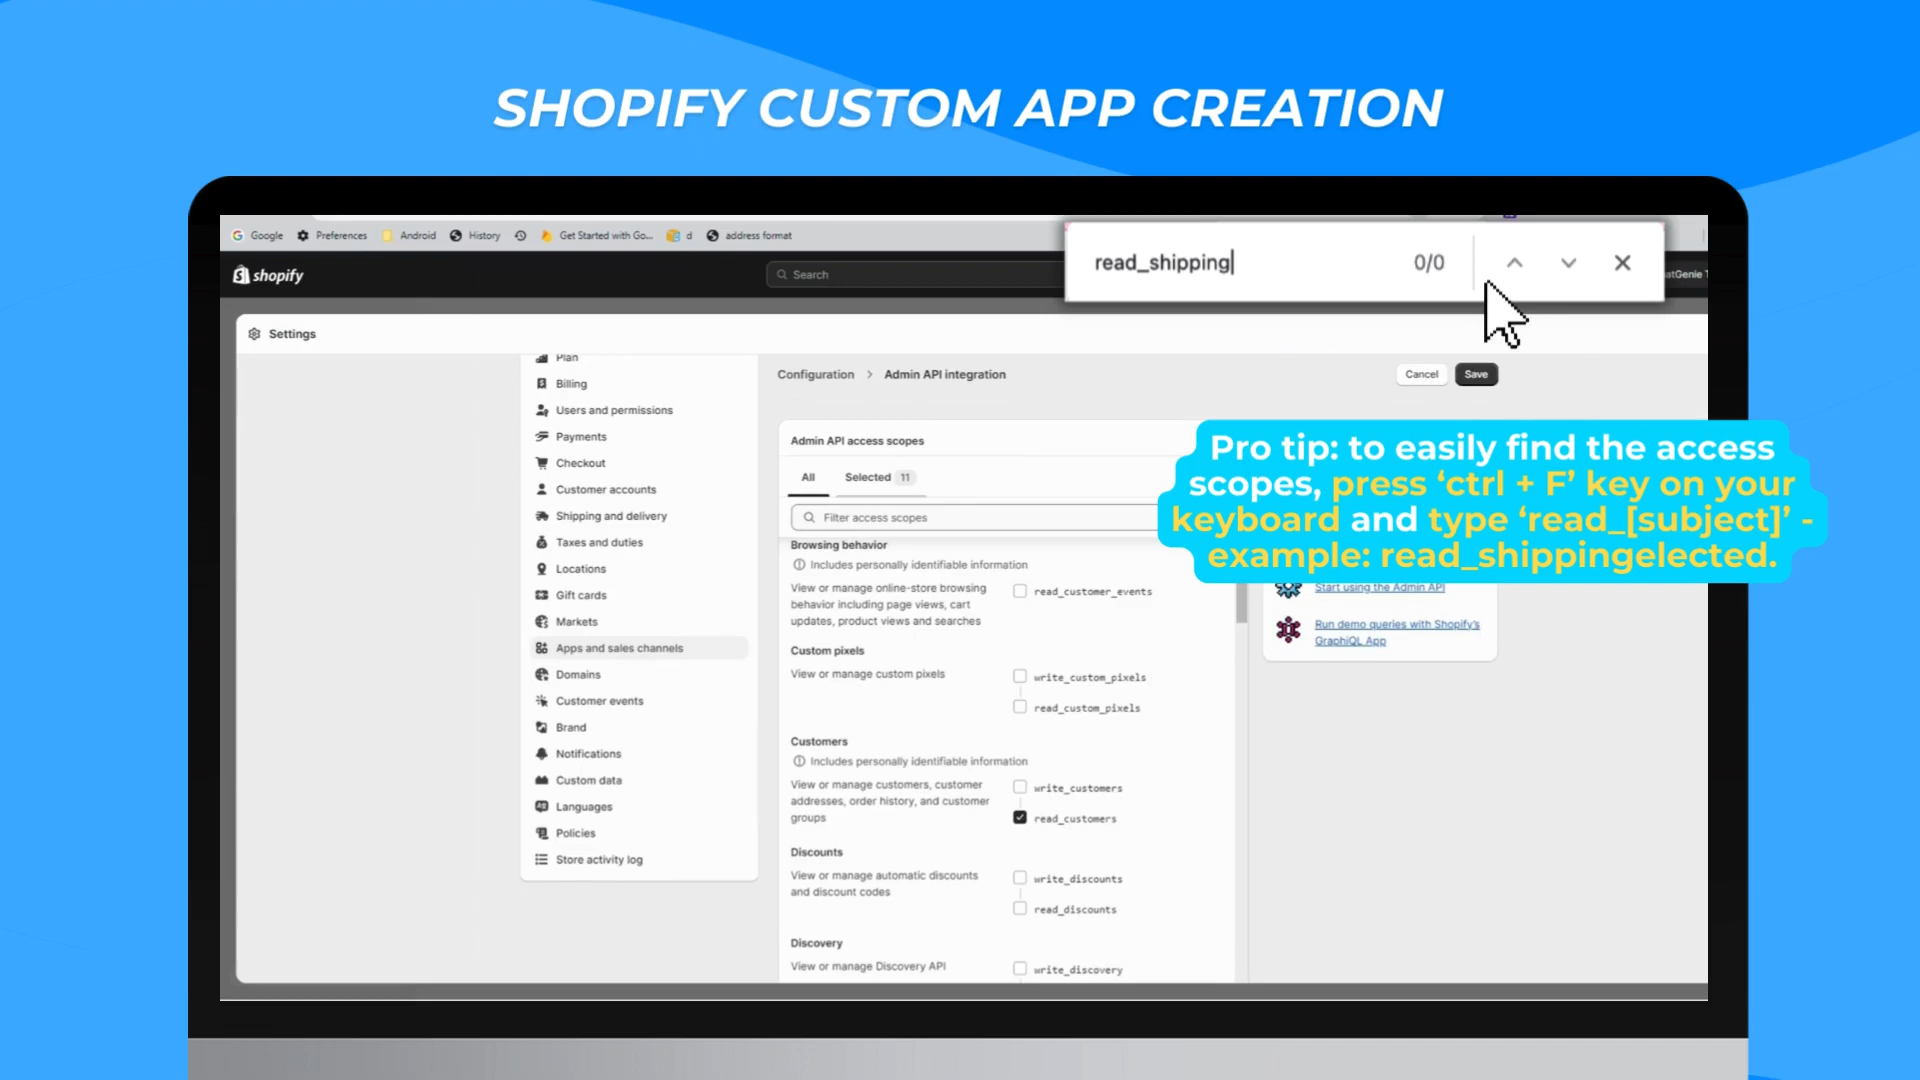 SHOPIFY CUSTOM APP CREATION
Google
Preferences
Android
History
Get Started with Go...
d
address format
shopify
Search
read_shipping
0/0
Settings
Plan
Billing
Users and permissions
Payments
Checkout
Customer accounts
Shipping and delivery
Taxes and duties
Locations
Gift cards
Markets
Apps and sales channels
Domains
Customer events
Brand
Notifications
Custom data
Languages
Policies
Store activity log
Configuration > Admin API integration
Cancel
Save
Admin API access scopes
All
Selected 11
Filter access scopes
Browsing behavior
Includes personally identifiable information
View or manage online-store browsing
behavior including page views, cart
updates, product views and searches
read_customer_events
Custom pixels
View or manage custom pixels
write_custom_pixels
read_custom_pixels
Customers
Includes personally identifiable information
View or manage customers, customer
addresses, order history, and customer
groups
write_customers
read_customers
Discounts
View or manage automatic discounts
and discount codes
write_discounts
read_discounts
Discovery
View or manage Discovery API
write_discovery
Pro tip: to easily find the access
scopes, press ‘ctrl + F’ key on your
keyboard and type ‘read_[subject]’ -
example: read_shippingelected.
Start using the Admin API
Run demo queries with Shopify's
GraphiQL App